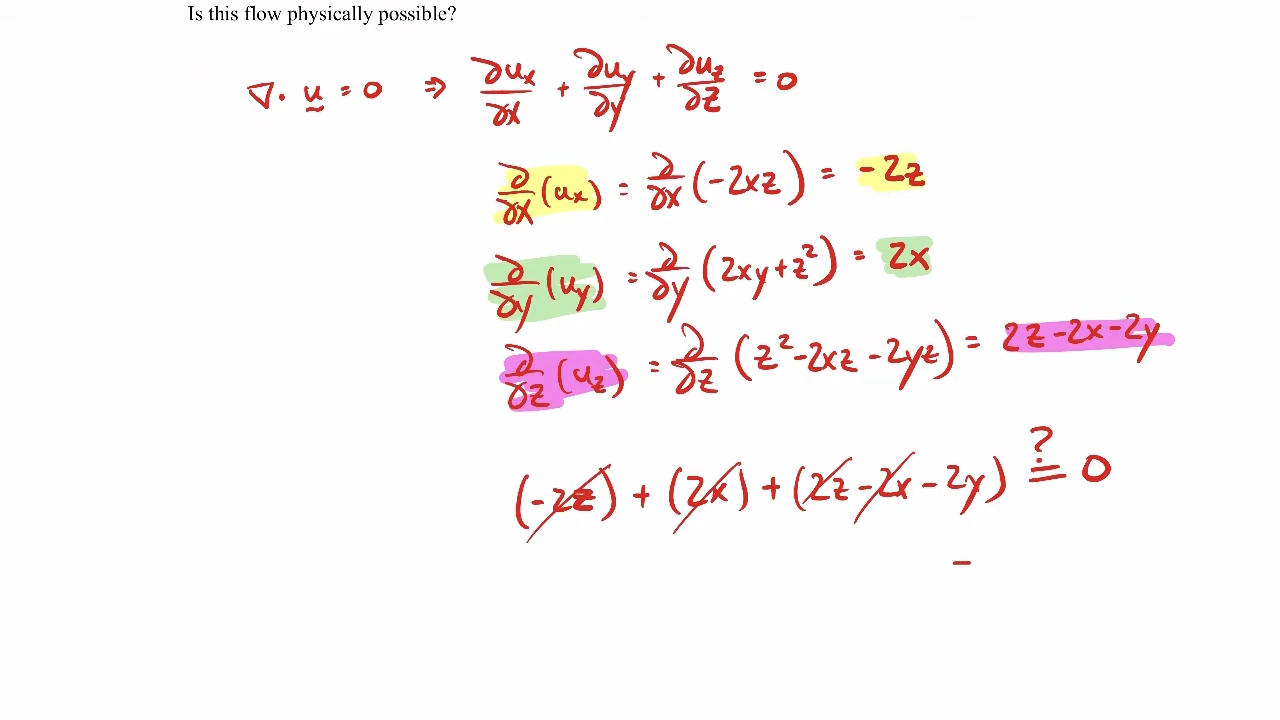 Is this flow physically possible?
∇· u = 0 ⇒ ∂uₓ/∂x + ∂u_y/∂y + ∂u_z/∂z = 0
∂/∂x (uₓ) = ∂/∂x (-2xz) = -2z
∂/∂y (u_y) = ∂/∂y (2xy+z²) = 2x
∂/∂z (u_z) = ∂/∂z (z²-2xz-2yz) = 2z-2x-2y
(-2z) + (2x) + (2z-2x-2y) ?= 0
-